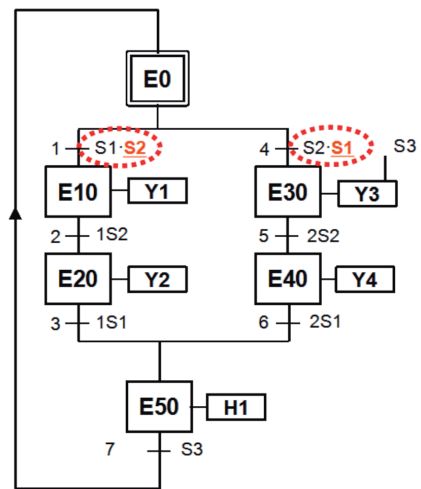 E0
1 S1·S2 4 S2·S1 S3
E10 Y1 E30 Y3
2 1S2 5 2S2
E20 Y2 E40 Y4
3 1S1 6 2S1
E50 H1
7 S3